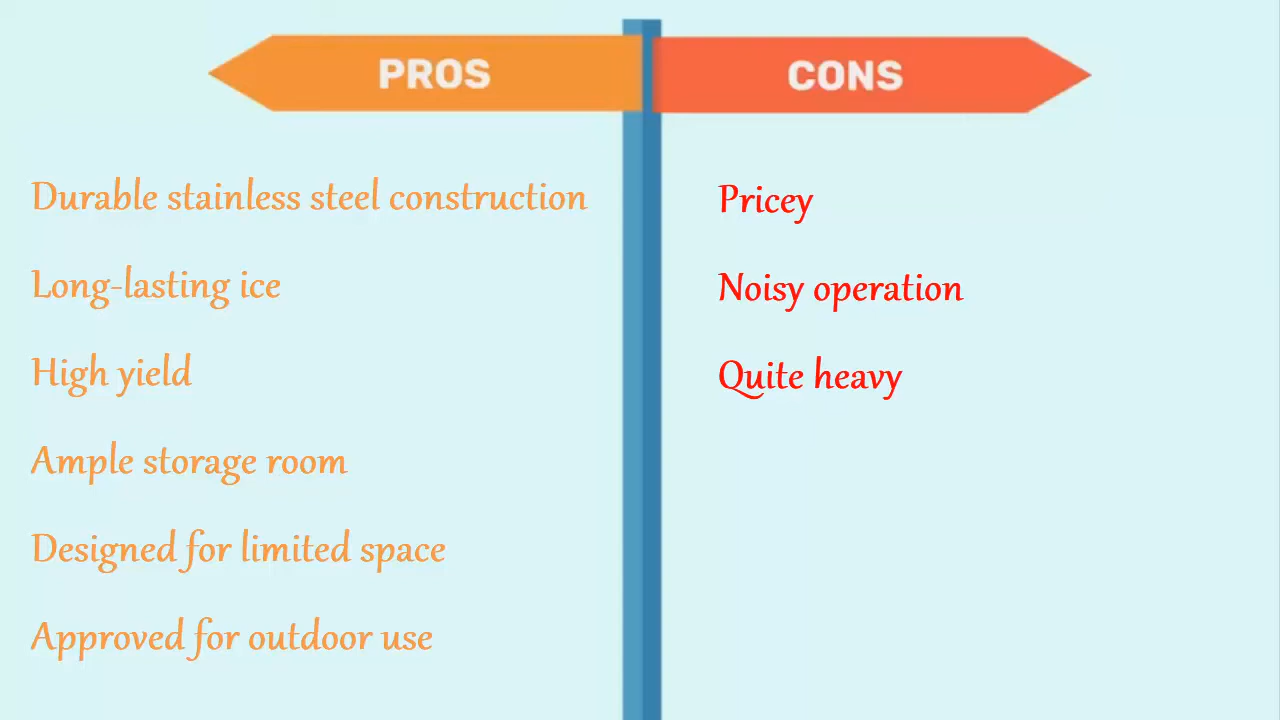 PROS
Durable stainless steel construction
Long-lasting ice
High yield
Ample storage room
Designed for limited space
Approved for outdoor use
CONS
Pricey
Noisy operation
Quite heavy